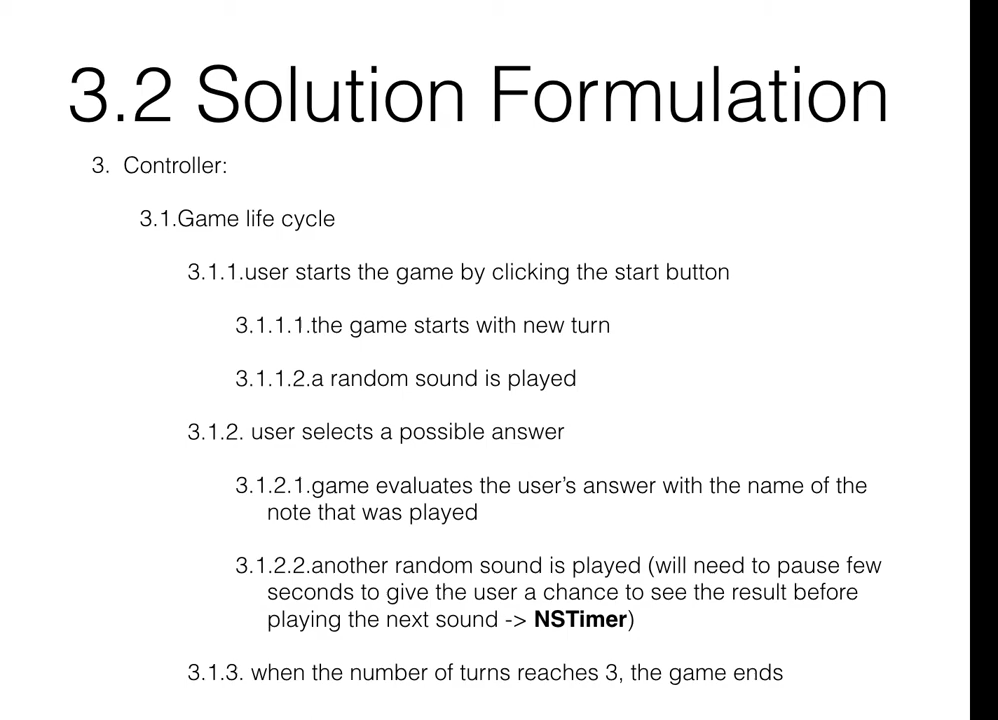 3.2 Solution Formulation
3. Controller:
3.1.Game life cycle
3.1.1.user starts the game by clicking the start button
3.1.1.1.the game starts with new turn
3.1.1.2.a random sound is played
3.1.2. user selects a possible answer
3.1.2.1.game evaluates the user’s answer with the name of the
note that was played
3.1.2.2.another random sound is played (will need to pause few
seconds to give the user a chance to see the result before
playing the next sound -> NSTimer)
3.1.3. when the number of turns reaches 3, the game ends